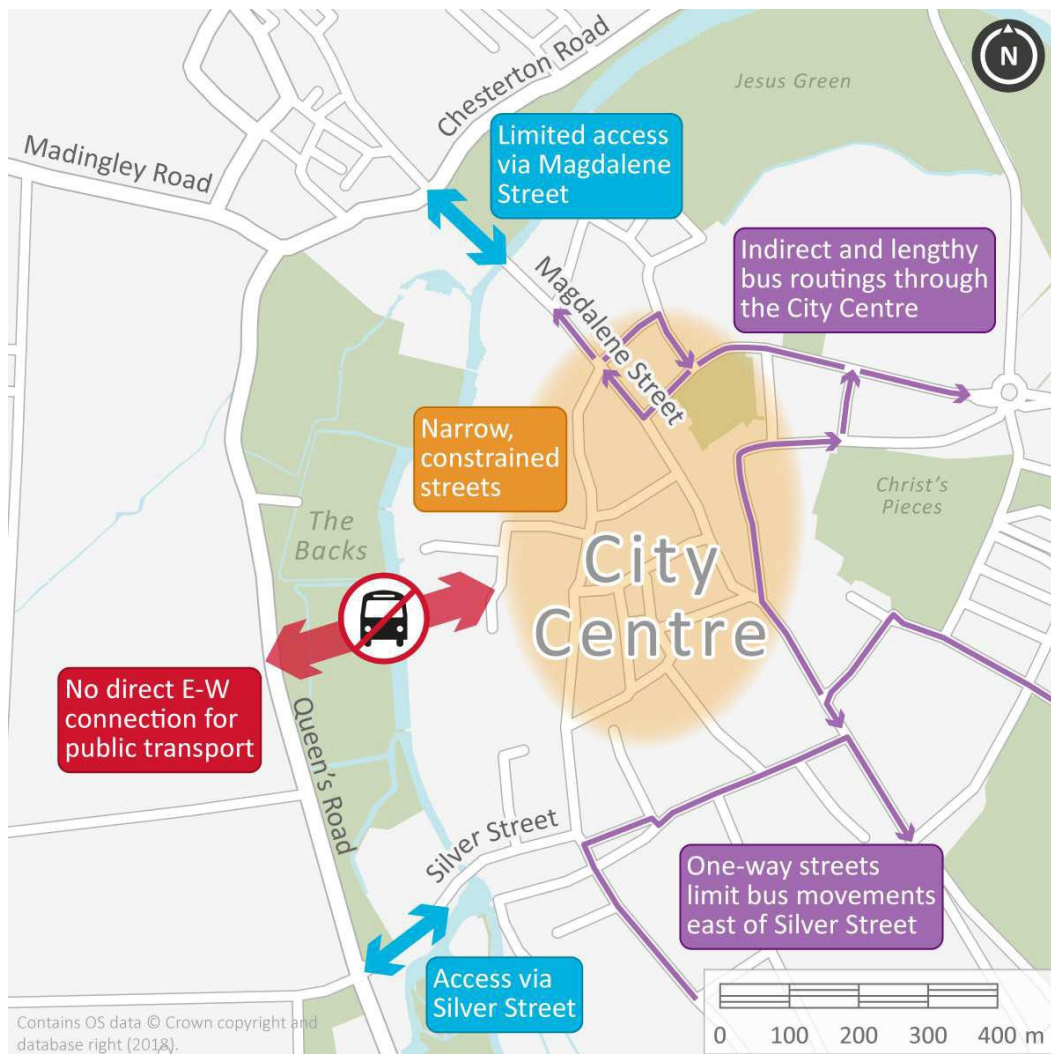 N
Jesus Green
Chesterton Road
Madingley Road
Limited access
via Magdalene
Street
Indirect and lengthy
bus routings through
the City Centre
Magdalene Street
Narrow,
constrained
streets
Christ's
Pieces
The
Backs
City
Centre
No direct E-W
connection for
public transport
Queen's Road
Silver Street
One-way streets
limit bus movements
east of Silver Street
Access via
Silver Street
Contains OS data © Crown copyright and
database right (2018).
0 100 200 300 400 m